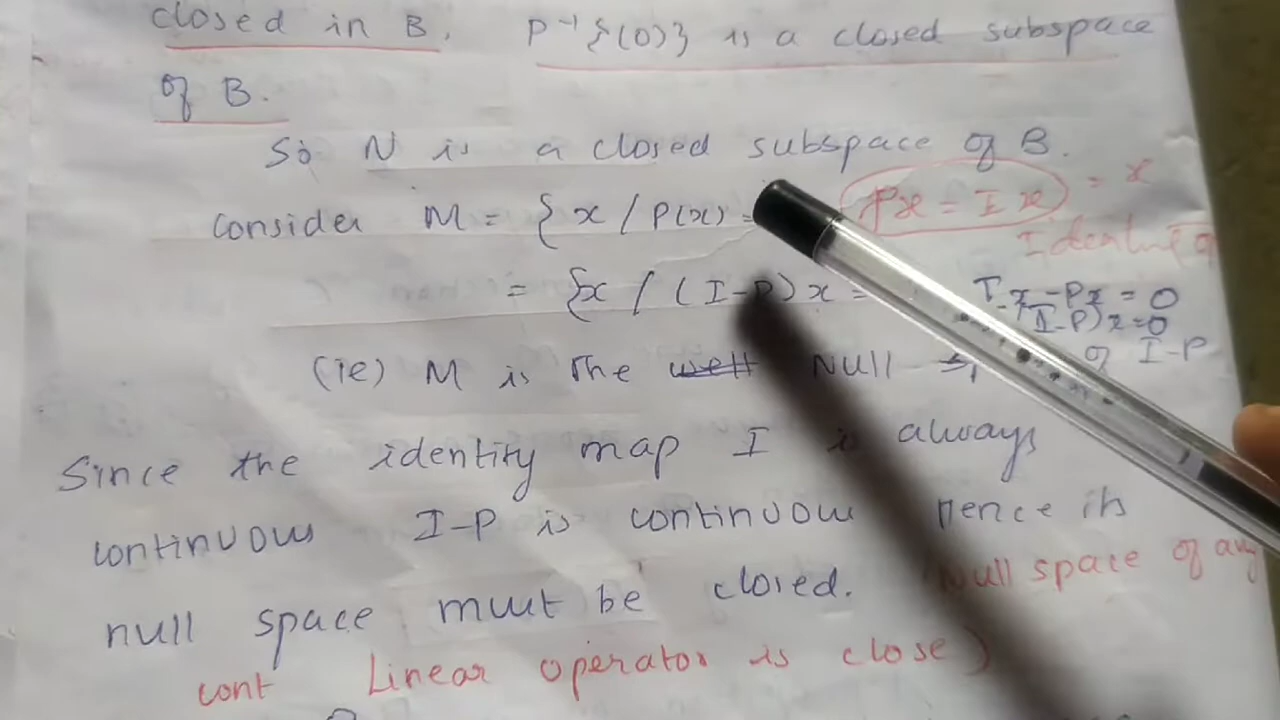 closed in B. P⁻¹{(0)} is a closed subspace
of B.
So N is a closed subspace of B.
consider M = {x / P(x) = Px = Ix = x
Identity
= {x / (I-P)x = I x - Px = 0
(I-P)x=0
(ie) M is the Null of I-P
Since the identity map I is always
continuous I-P is continuous Hence its
null space must be closed. (Null space of any
cont Linear operator is close)